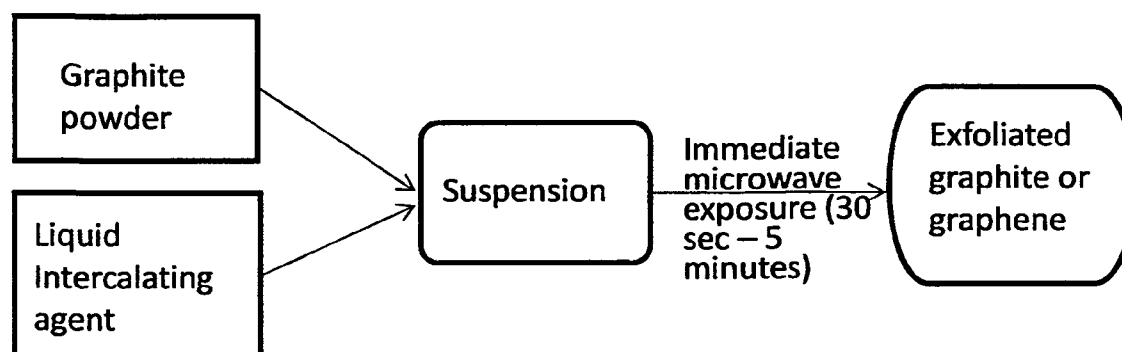 Graphite
powder
Liquid
Intercalating
agent
Suspension
Immediate
microwave
exposure (30
sec – 5
minutes)
Exfoliated
graphite or
graphene